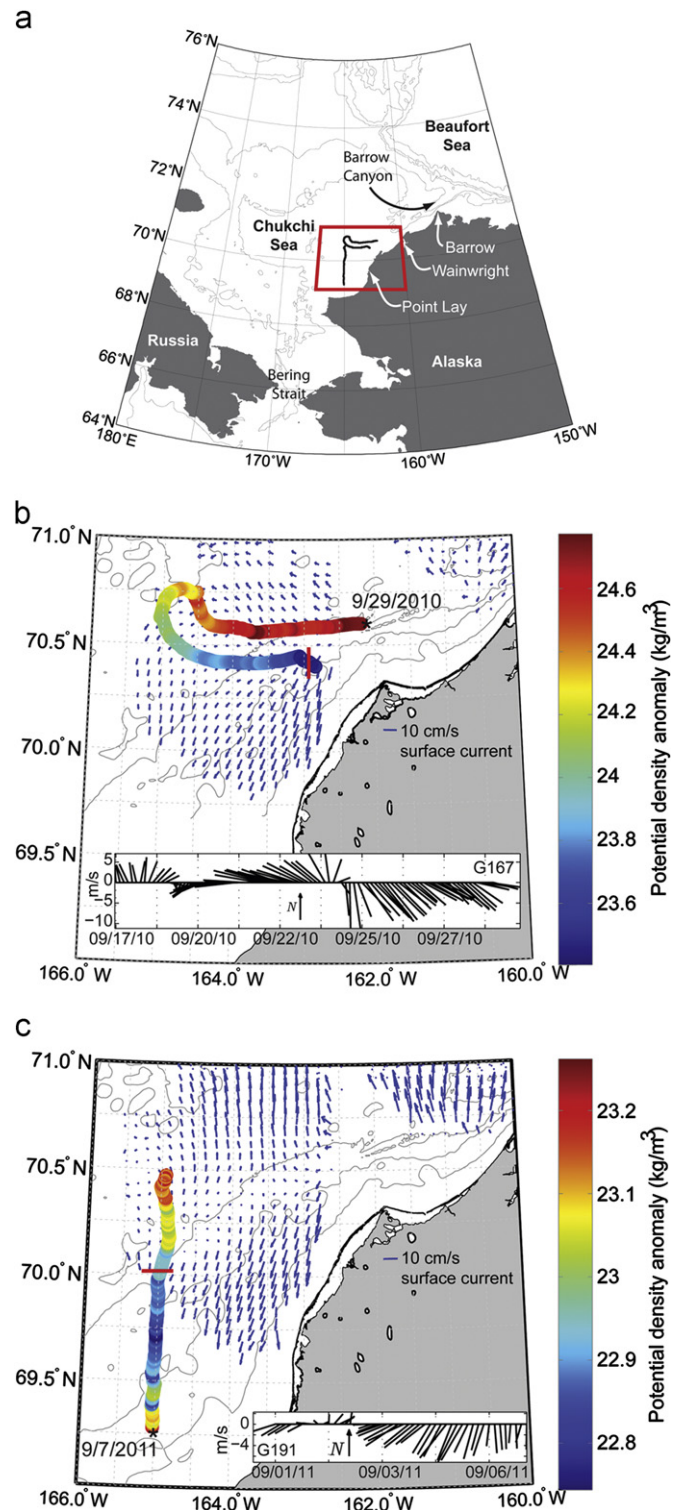 a
76°N
74°N
72°N
70°N
68°N
66°N
64°N
180°E
170°W
160°W
150°W
Beaufort
Sea
Barrow
Canyon
Chukchi
Sea
Barrow
Wainwright
Point Lay
Russia
Alaska
Bering
Strait
b
71.0°N
70.5°N
70.0°N
69.5°N
166.0°W
164.0°W
162.0°W
160.0°W
9/29/2010
10 cm/s
surface current
5
0
−5
−10
m/s
G167
N
09/17/10
09/20/10
09/22/10
09/25/10
09/27/10
24.6
24.4
24.2
24
23.8
23.6
Potential density anomaly (kg/m³)
c
71.0°N
70.5°N
70.0°N
69.5°N
166.0°W
164.0°W
162.0°W
160.0°W
9/7/2011
10 cm/s
surface current
0
−4
m/s
G191
N
09/01/11
09/03/11
09/06/11
23.2
23.1
23
22.9
22.8
Potential density anomaly (kg/m³)